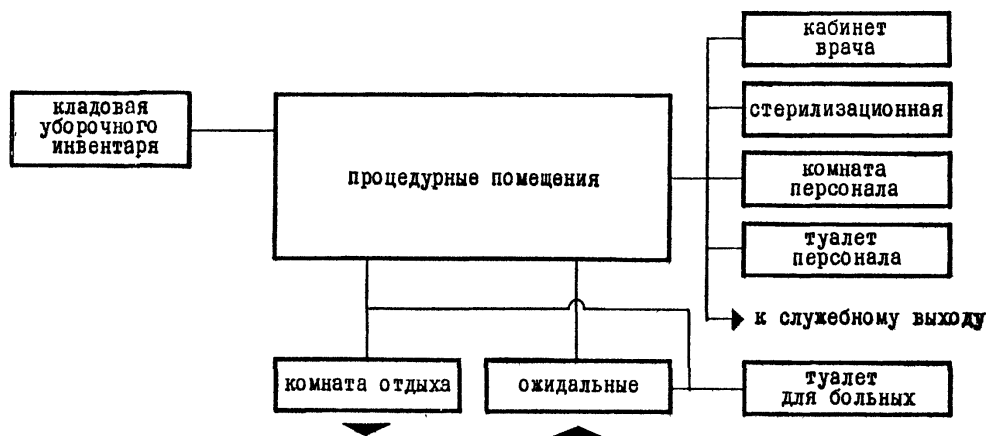 кабинет
врача
кладовая
уборочного
инвентаря
стерилизационная
процедурные помещения
комната
персонала
туалет
персонала
к служебному выходу
комната отдыха
ожидальные
туалет
для больных